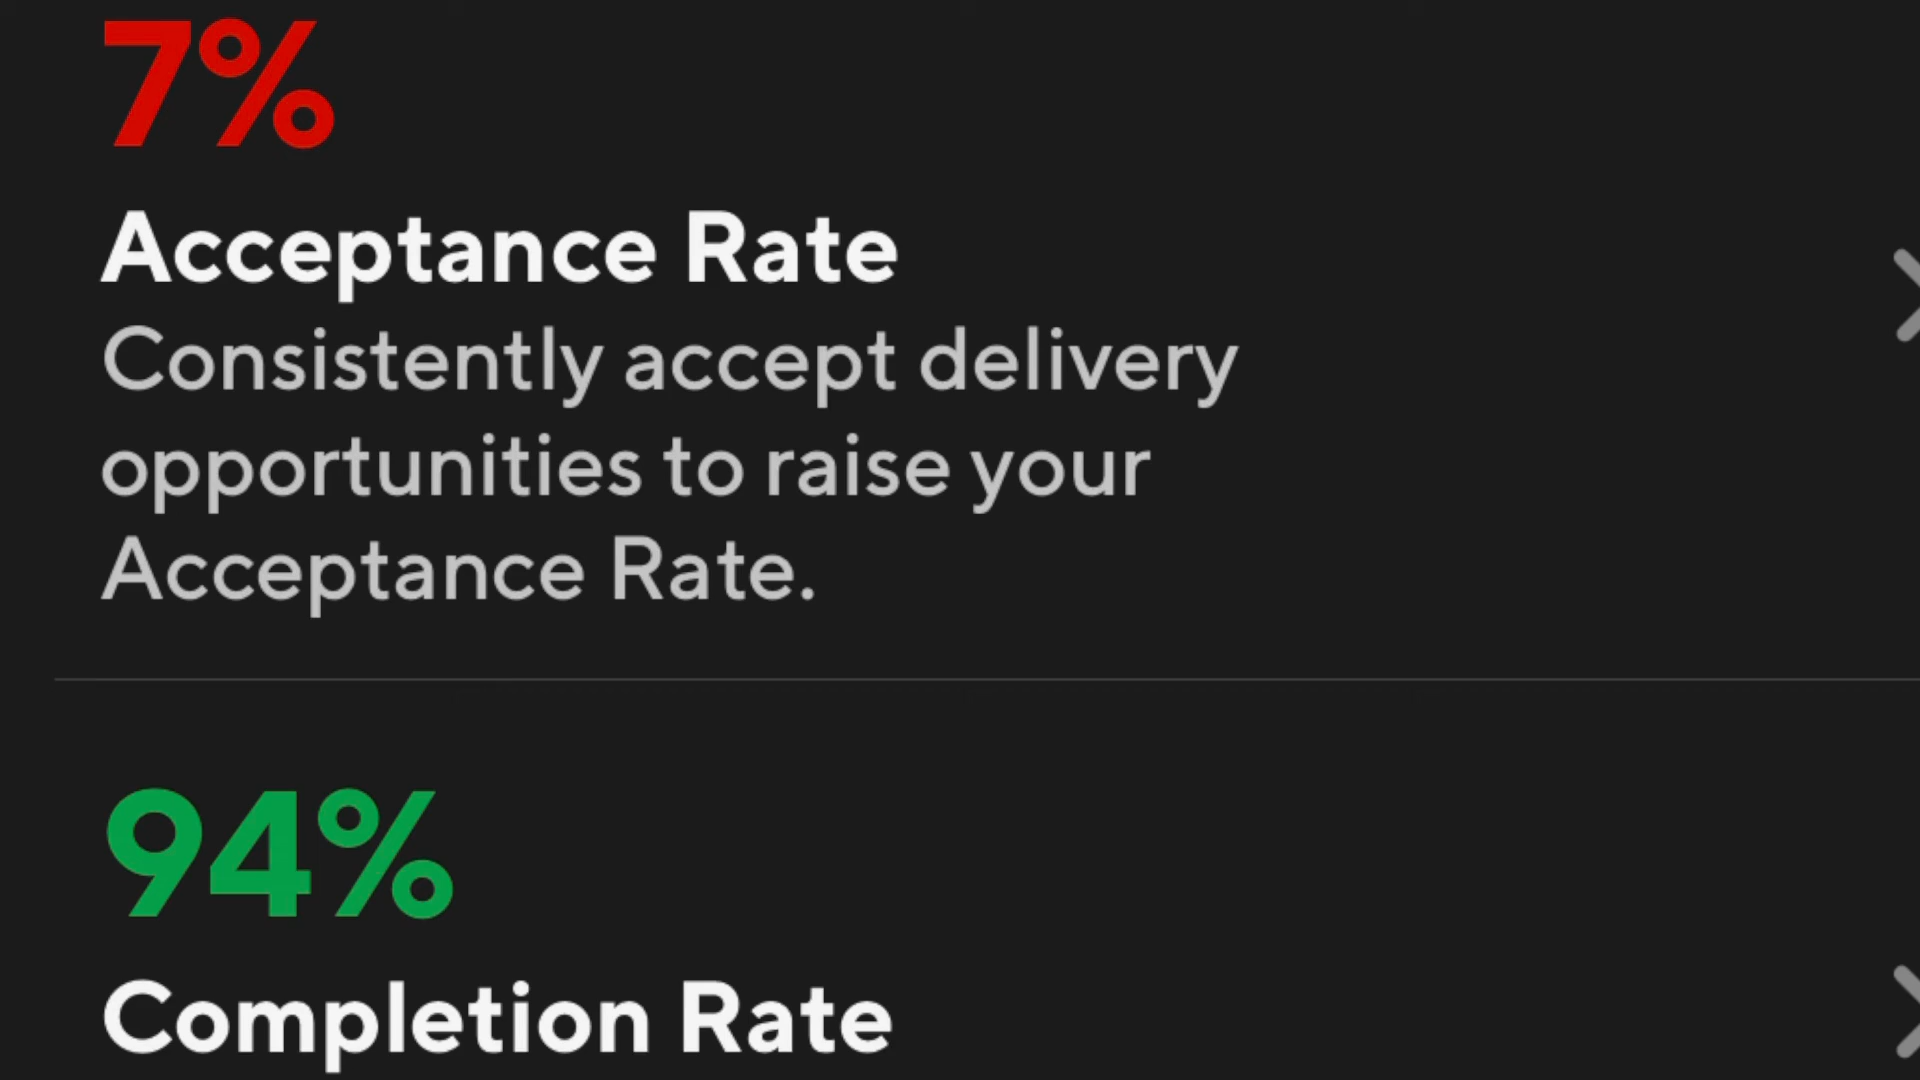 7%
Acceptance Rate
Consistently accept delivery
opportunities to raise your
Acceptance Rate.
94%
Completion Rate